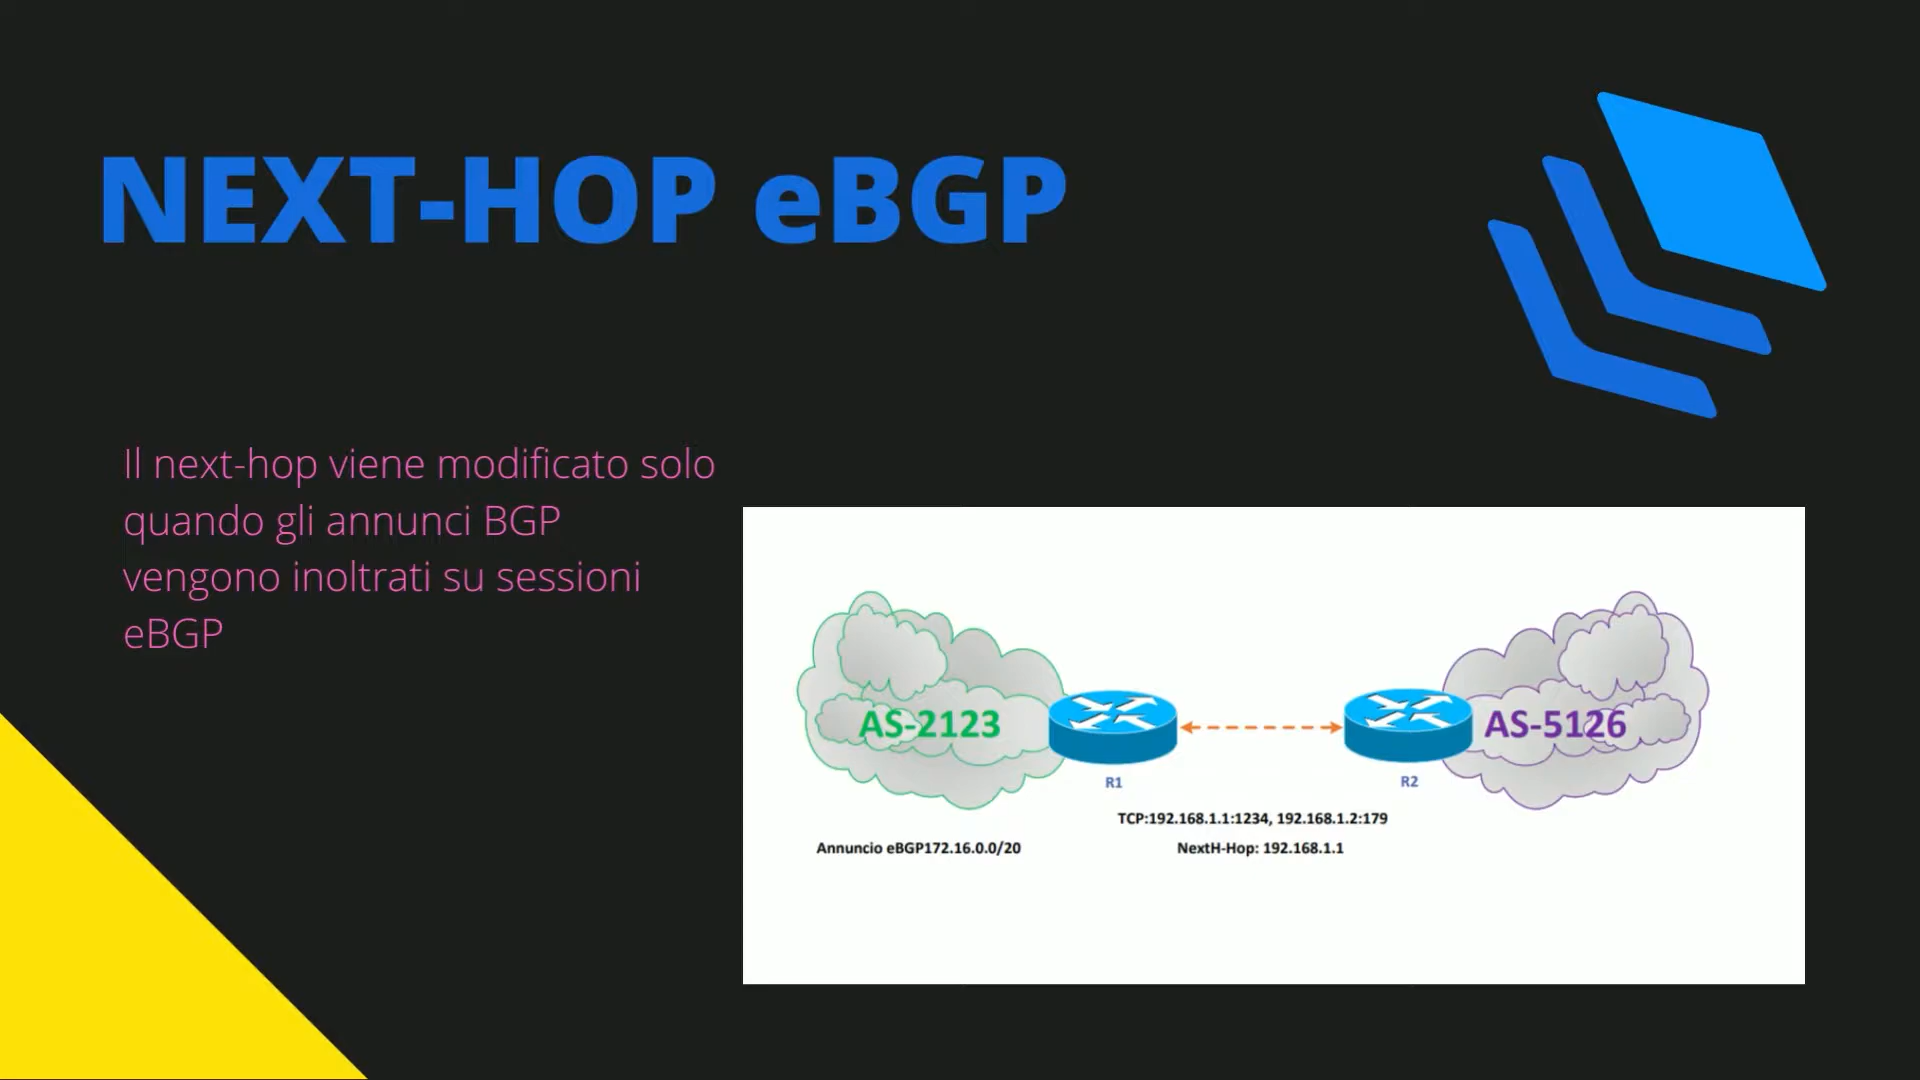 NEXT-HOP eBGP
Il next-hop viene modificato solo
quando gli annunci BGP
vengono inoltrati su sessioni
eBGP
AS-2123
AS-5126
R1
R2
TCP:192.168.1.1:1234, 192.168.1.2:179
Annuncio eBGP172.16.0.0/20
NextH-Hop: 192.168.1.1